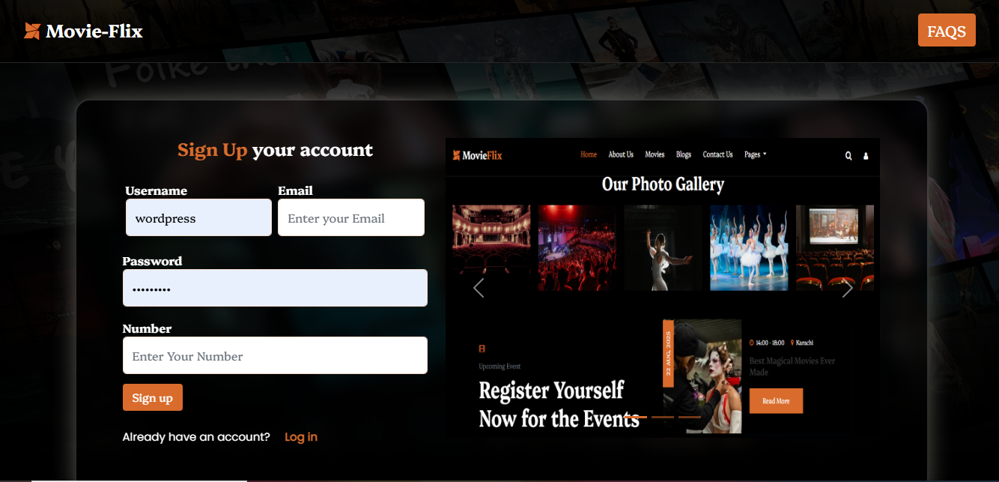 Movie-Flix
FAQS
Sign Up your account
Username
Email
wordpress
Enter your Email
Password
•••••••••
Number
Enter Your Number
Sign up
Already have an account? Log in
MovieFlix
Home About Us Movies Blogs Contact Us Pages
Our Photo Gallery
Upcoming Event
Register Yourself
Now for the Events
22 AUG, 2025
14:00 - 18:00 Karachi
Best Magical Movies Ever
Made
Read More